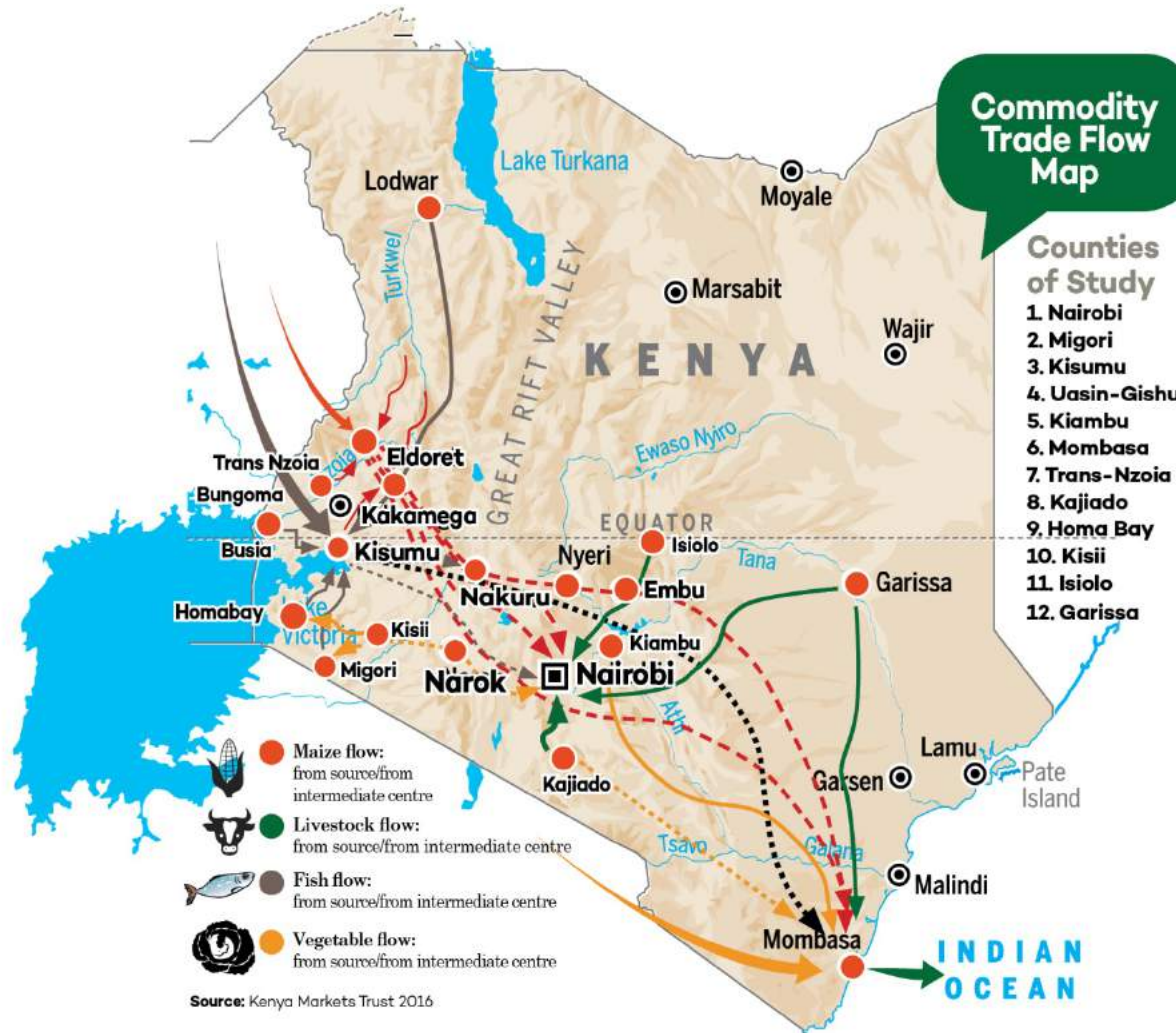 Commodity
Trade Flow
Map
Counties
of Study
1. Nairobi
2. Migori
3. Kisumu
4. Uasin-Gishu
5. Kiambu
6. Mombasa
7. Trans-Nzoia
8. Kajiado
9. Homa Bay
10. Kisii
11. Isiolo
12. Garissa
Lake Turkana
Lodwar
Moyale
Turkwel
Marsabit
GREAT RIFT VALLEY
Wajir
KENYA
Ewaso Nyiro
Trans Nzoia
Nzoia
Eldoret
Bungoma
Kakamega
EQUATOR
Busia
Kisumu
Nyeri
Isiolo
Tana
Garissa
Nakuru
Embu
Homabay
Lake
Victoria
Kisii
Kiambu
Migori
Narok
Nairobi
Athi
Lamu
Kajiado
Garsen
Pate
Island
Tsavo
Galana
Malindi
Mombasa
INDIAN
OCEAN
Maize flow:
from source/from
intermediate centre
Livestock flow:
from source/from intermediate centre
Fish flow:
from source/from intermediate centre
Vegetable flow:
from source/from intermediate centre
Source: Kenya Markets Trust 2016